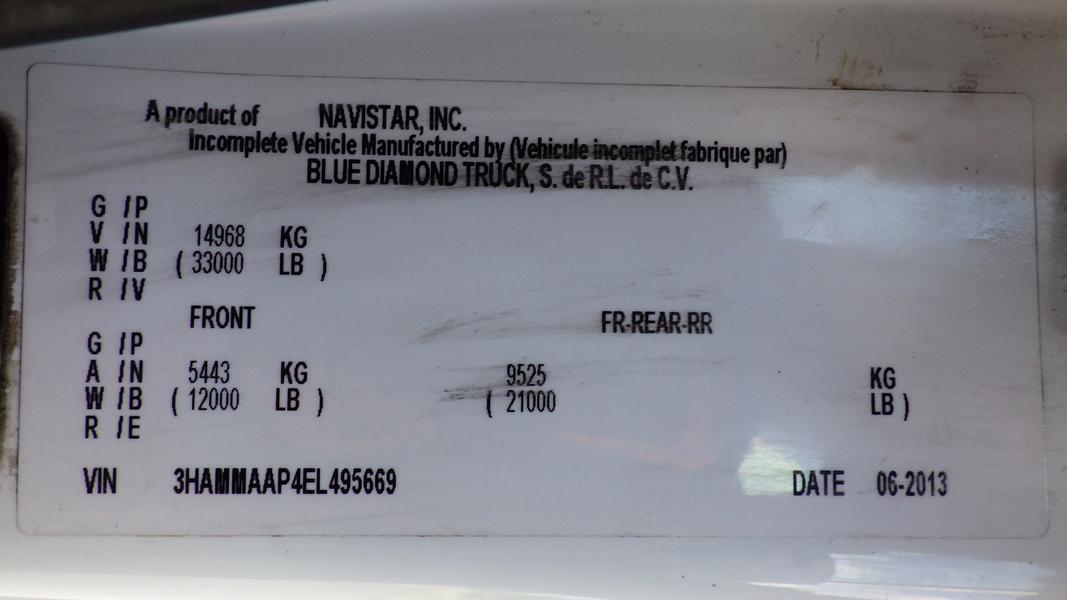 A product of NAVISTAR, INC.
Incomplete Vehicle Manufactured by (Vehicule incomplet fabrique par)
BLUE DIAMOND TRUCK, S. de R.L. de C.V.
G /P
V /N 14968 KG
W /B ( 33000 LB )
R /V
FRONT FR-REAR-RR
G /P
A /N 5443 KG 9525 KG
W /B ( 12000 LB ) ( 21000 LB )
R /E
VIN 3HAMMAAP4EL495669 DATE 06-2013